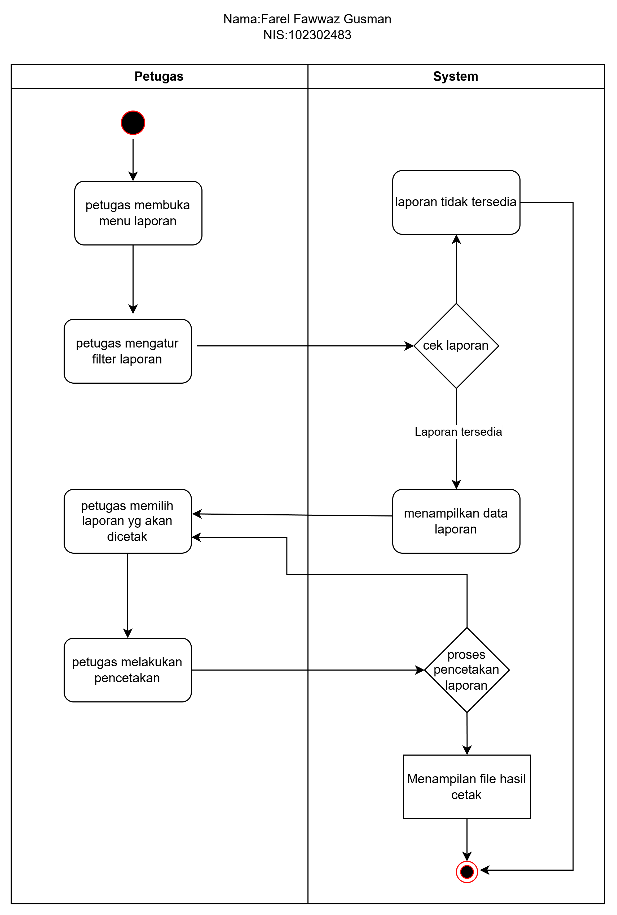 Nama:Farel Fawwaz Gusman
NIS:102302483
Petugas
System
petugas membuka
menu laporan
laporan tidak tersedia
petugas mengatur
filter laporan
cek laporan
Laporan tersedia
petugas memilih
laporan yg akan
dicetak
menampilkan data
laporan
petugas melakukan
pencetakan
proses
pencetakan
laporan
Menampilan file hasil
cetak